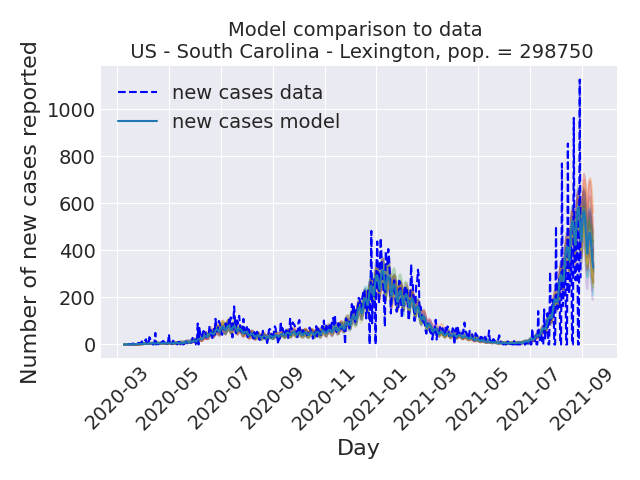 Model comparison to data
US - South Carolina - Lexington, pop. = 298750
Number of new cases reported
new cases data
new cases model
1000
800
600
400
200
0
2020-03
2020-05
2020-07
2020-09
2020-11
2021-01
2021-03
2021-05
2021-07
2021-09
Day